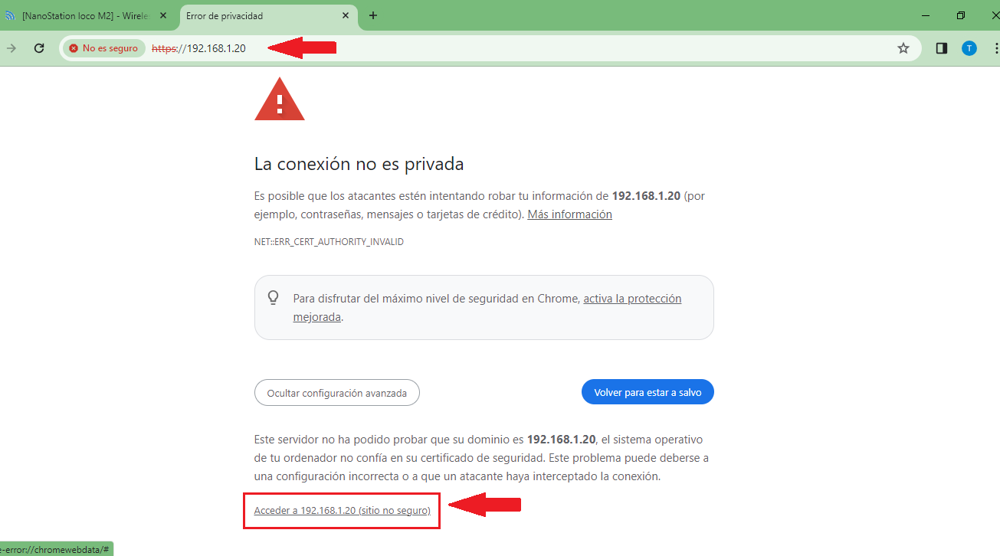 [NanoStation loco M2] - Wirele
Error de privacidad
No es seguro
https://192.168.1.20
T
La conexión no es privada
Es posible que los atacantes estén intentando robar tu información de 192.168.1.20 (por
ejemplo, contraseñas, mensajes o tarjetas de crédito). Más información
NET::ERR_CERT_AUTHORITY_INVALID
Para disfrutar del máximo nivel de seguridad en Chrome, activa la protección
mejorada.
Ocultar configuración avanzada
Volver para estar a salvo
Este servidor no ha podido probar que su dominio es 192.168.1.20, el sistema operativo
de tu ordenador no confía en su certificado de seguridad. Este problema puede deberse a
una configuración incorrecta o a que un atacante haya interceptado la conexión.
Acceder a 192.168.1.20 (sitio no seguro)
e-error://chromewebdata/#